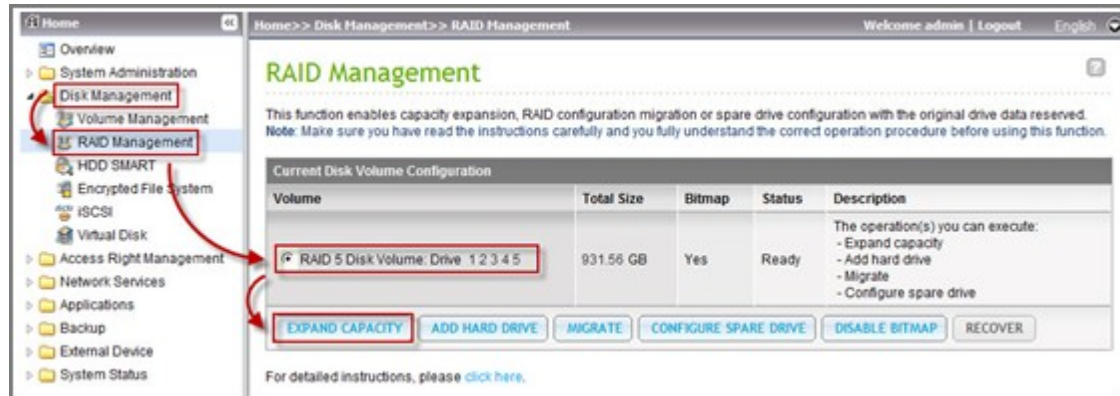 Home
Home>> Disk Management>> RAID Management
Welcome admin | Logout
English
Overview
System Administration
Disk Management
Volume Management
RAID Management
HDD SMART
Encrypted File System
iSCSI
Virtual Disk
Access Right Management
Network Services
Applications
Backup
External Device
System Status
RAID Management
This function enables capacity expansion, RAID configuration migration or spare drive configuration with the original drive data reserved.
Note: Make sure you have read the instructions carefully and you fully understand the correct operation procedure before using this function.
Current Disk Volume Configuration
Volume Total Size Bitmap Status Description
RAID 5 Disk Volume: Drive 1 2 3 4 5 931.56 GB Yes Ready
The operation(s) you can execute:
- Expand capacity
- Add hard drive
- Migrate
- Configure spare drive
EXPAND CAPACITY ADD HARD DRIVE MIGRATE CONFIGURE SPARE DRIVE DISABLE BITMAP RECOVER
For detailed instructions, please click here.